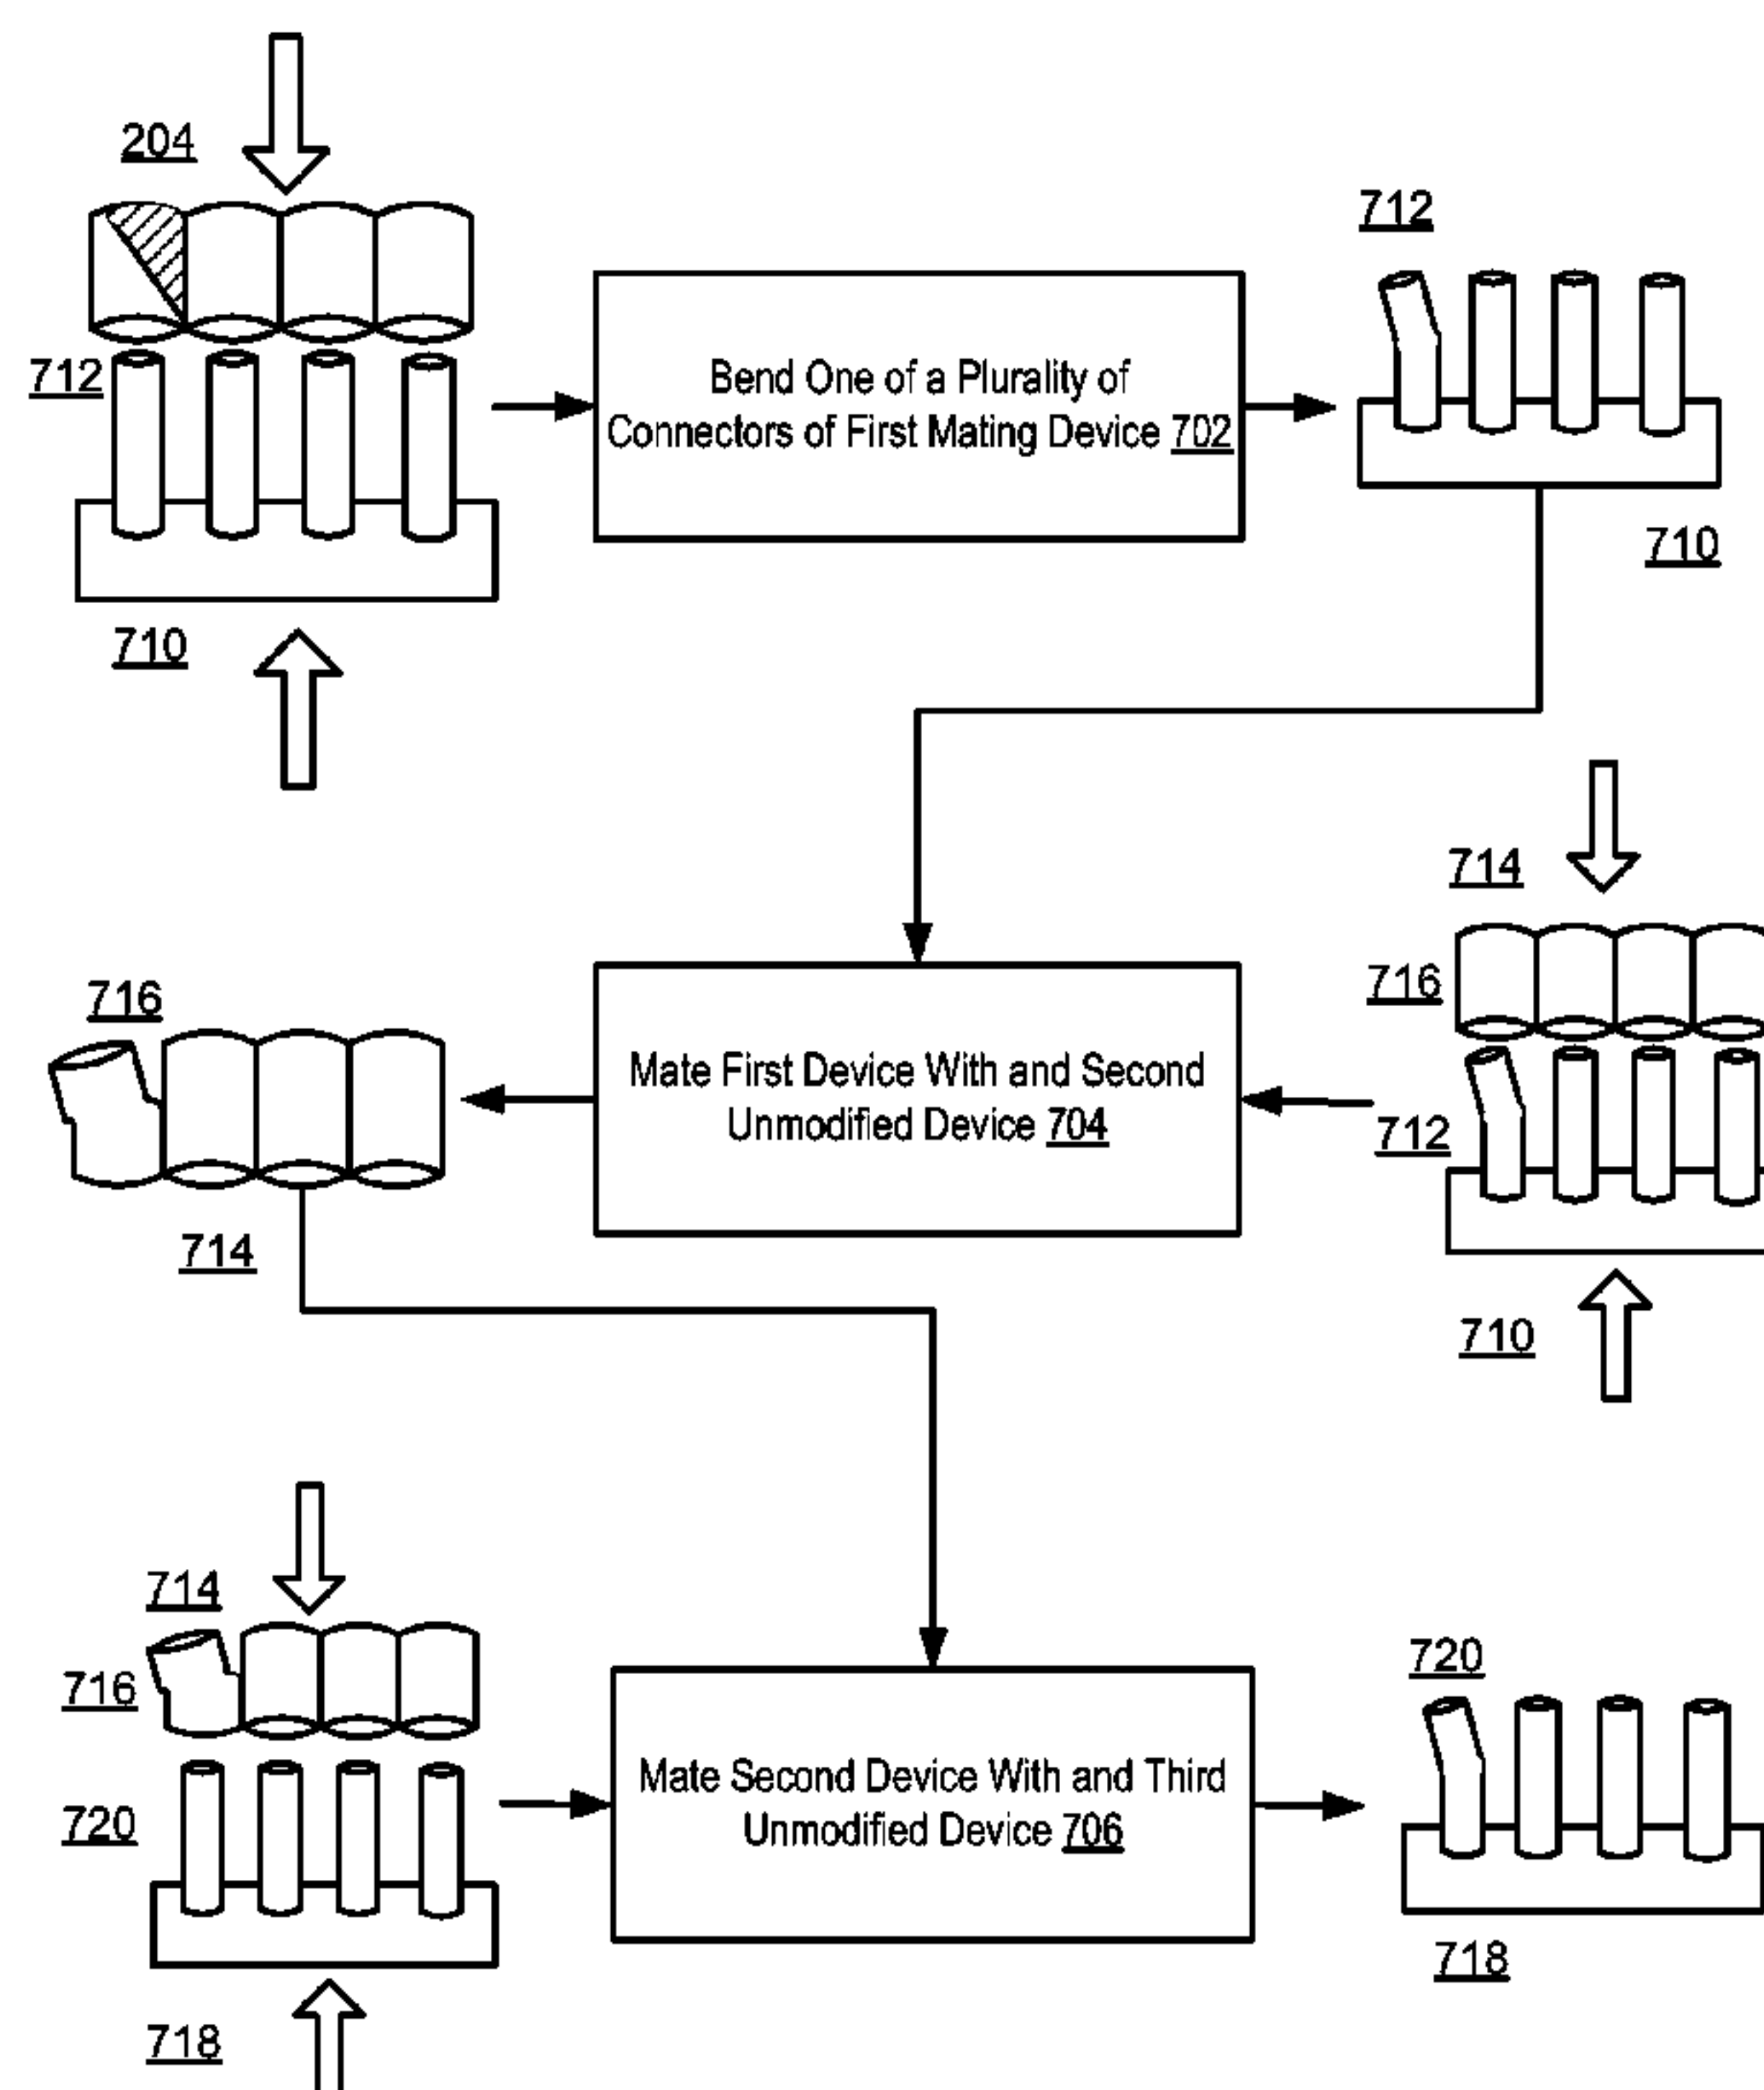 204
712
712
Bend One of a Plurality of
Connectors of First Mating Device 702
710
710
714
716
716
Mate First Device With and Second
Unmodified Device 704
712
714
710
714
720
716
Mate Second Device With and Third
Unmodified Device 706
720
718
718